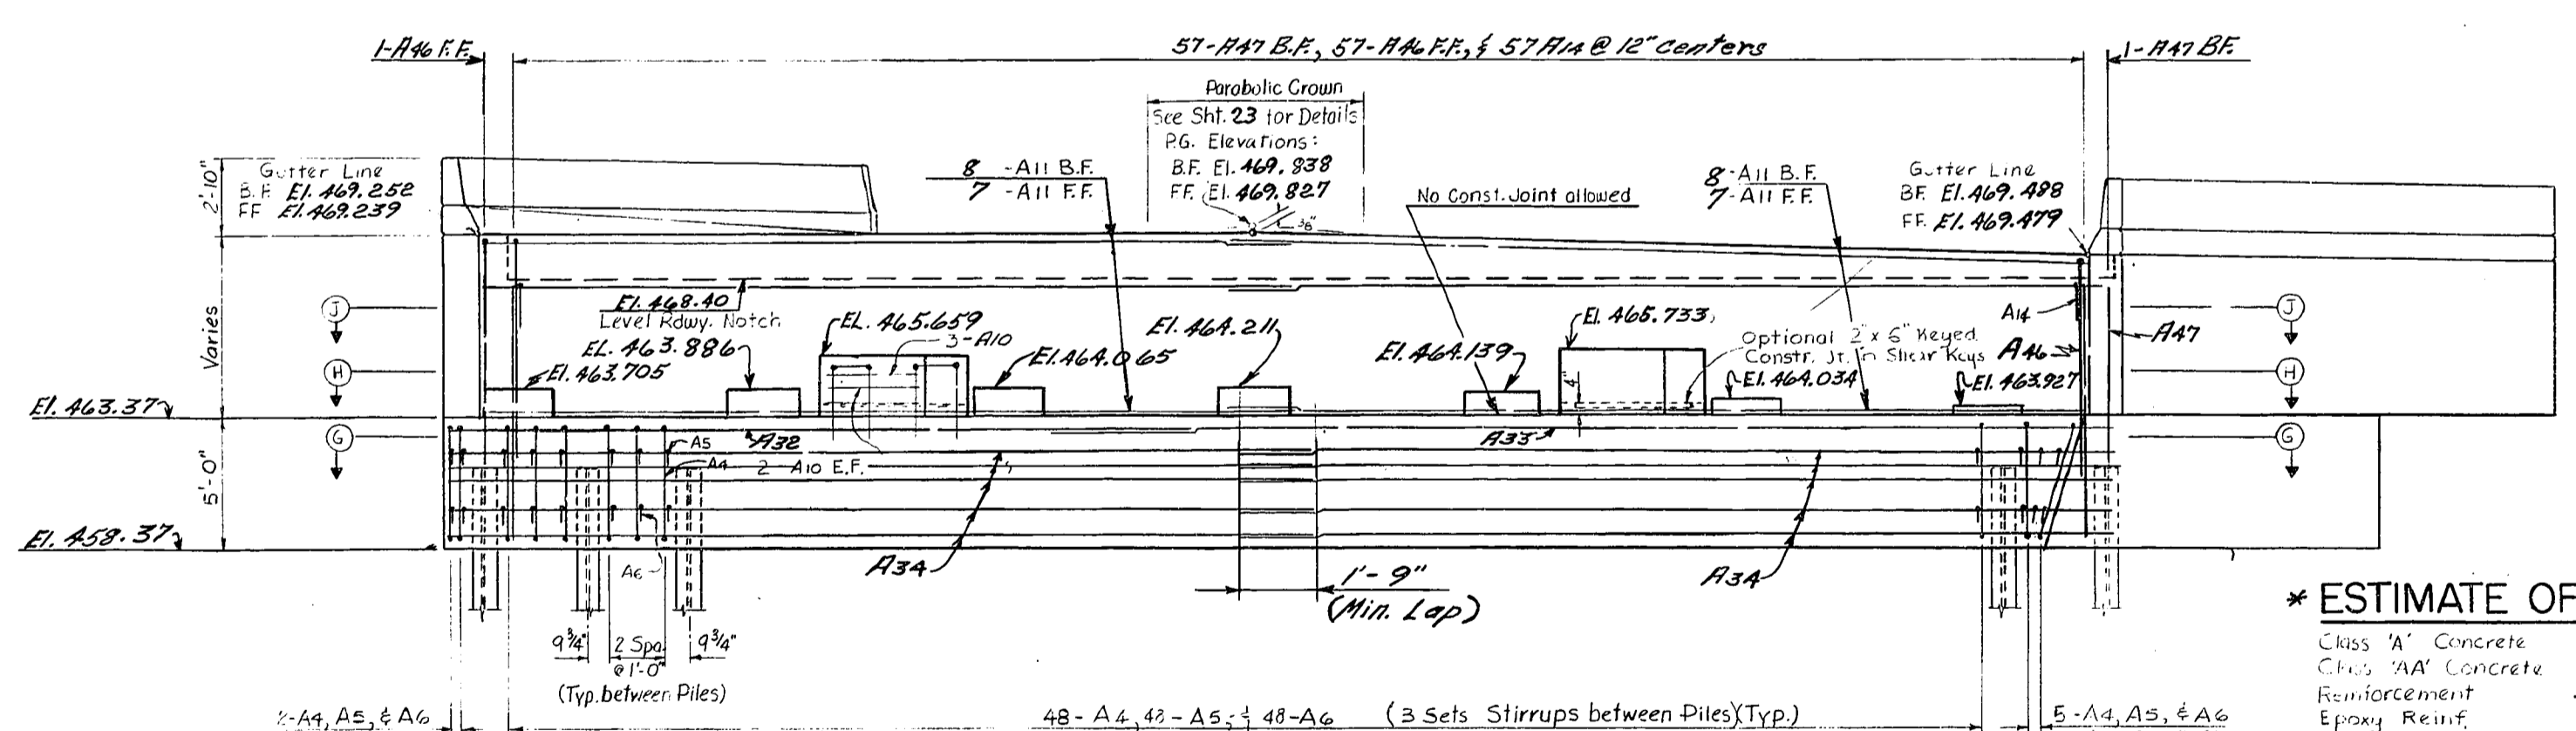 1-A46 F.F.
57-A47 B.F., 57-A46 F.F., & 57 A14 @ 12" Centers
1-A47 BF.
Parabolic Crown
See Sht. 23 for Details
P.G. Elevations:
B.F. El. 469.838
F.F. El. 469.827
2'-10"
Gutter Line
B.F. El. 469.252
FF El. 469.239
8 -A11 B.F.
7 -A11 F.F.
No Const. Joint allowed
8-A11 B.F.
7-A11 F.F.
Gutter Line
BF. El. 469.488
FF. El. 469.479
Varies
J
H
G
El. 468.40
Level Rdwy. Notch
EL. 465.659
3-A10
EL. 463.886
El. 463.705
El. 464.065
El. 464.211
El. 464.139
El. 465.733
Optional 2" x 6" Keyed
Constr. Jt. in Shear Keys
4"
El. 464.034
El. 463.927
A14
A46
A47
J
H
G
El. 463.37
5'-0"
El. 458.37
A32
A5
A4
2-A10 E.F.
A33
A34
A34
A6
1'-9"
(Min. Lap)
9 3/4"
2 Spa.
@ 1'-0"
9 3/4"
(Typ. between Piles)
-A4, A5, & A6
48-A4, 48-A5, & 48-A6 (3 Sets Stirrups between Piles)(Typ.)
5-A4, A5, & A6
* ESTIMATE OF
Class 'A' Concrete
Class 'AA' Concrete
Reinforcement
Epoxy Reinf.